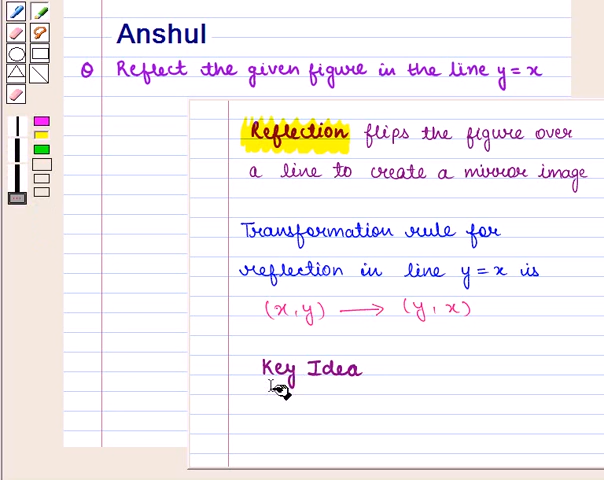 Anshul
Q Reflect the given figure in the line y = x
Reflection flips the figure over
a line to create a mirror image
Transformation rule for
reflection in line y = x is
(x, y) → (y, x)
Key Idea